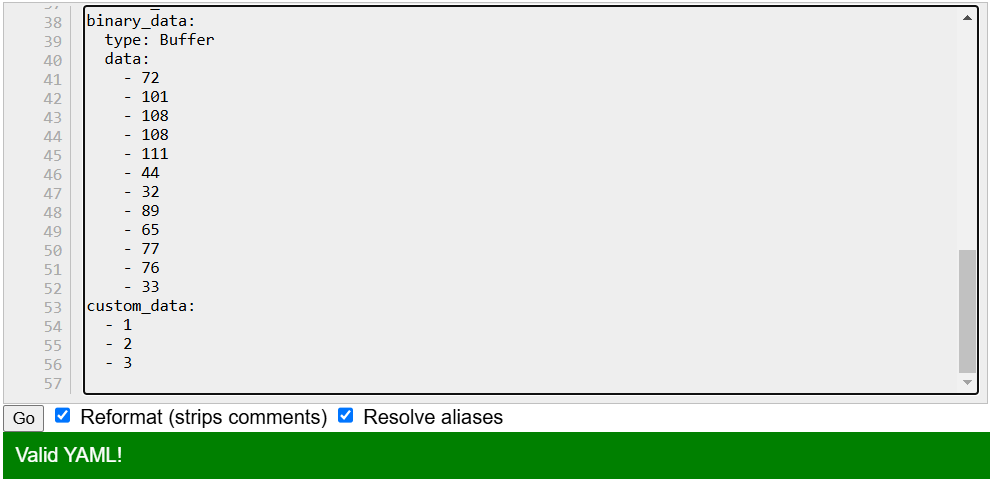 38 binary_data:
39   type: Buffer
40   data:
41     - 72
42     - 101
43     - 108
44     - 108
45     - 111
46     - 44
47     - 32
48     - 89
49     - 65
50     - 77
51     - 76
52     - 33
53 custom_data:
54   - 1
55   - 2
56   - 3
57
Go Reformat (strips comments) Resolve aliases
Valid YAML!